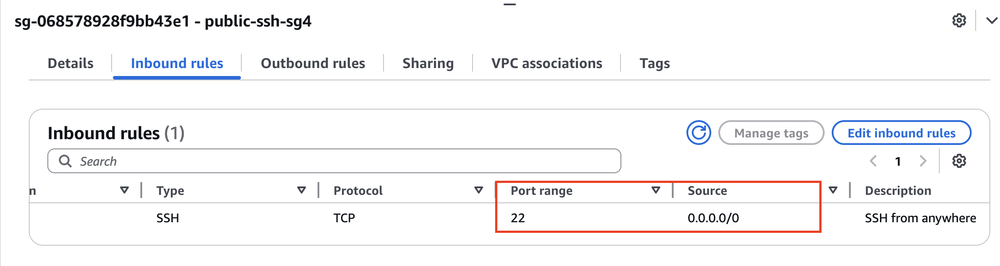 sg-068578928f9bb43e1 - public-ssh-sg4
Details Inbound rules Outbound rules Sharing VPC associations Tags
Inbound rules (1) Manage tags Edit inbound rules
Search 1
n Type Protocol Port range Source Description
SSH TCP 22 0.0.0.0/0 SSH from anywhere